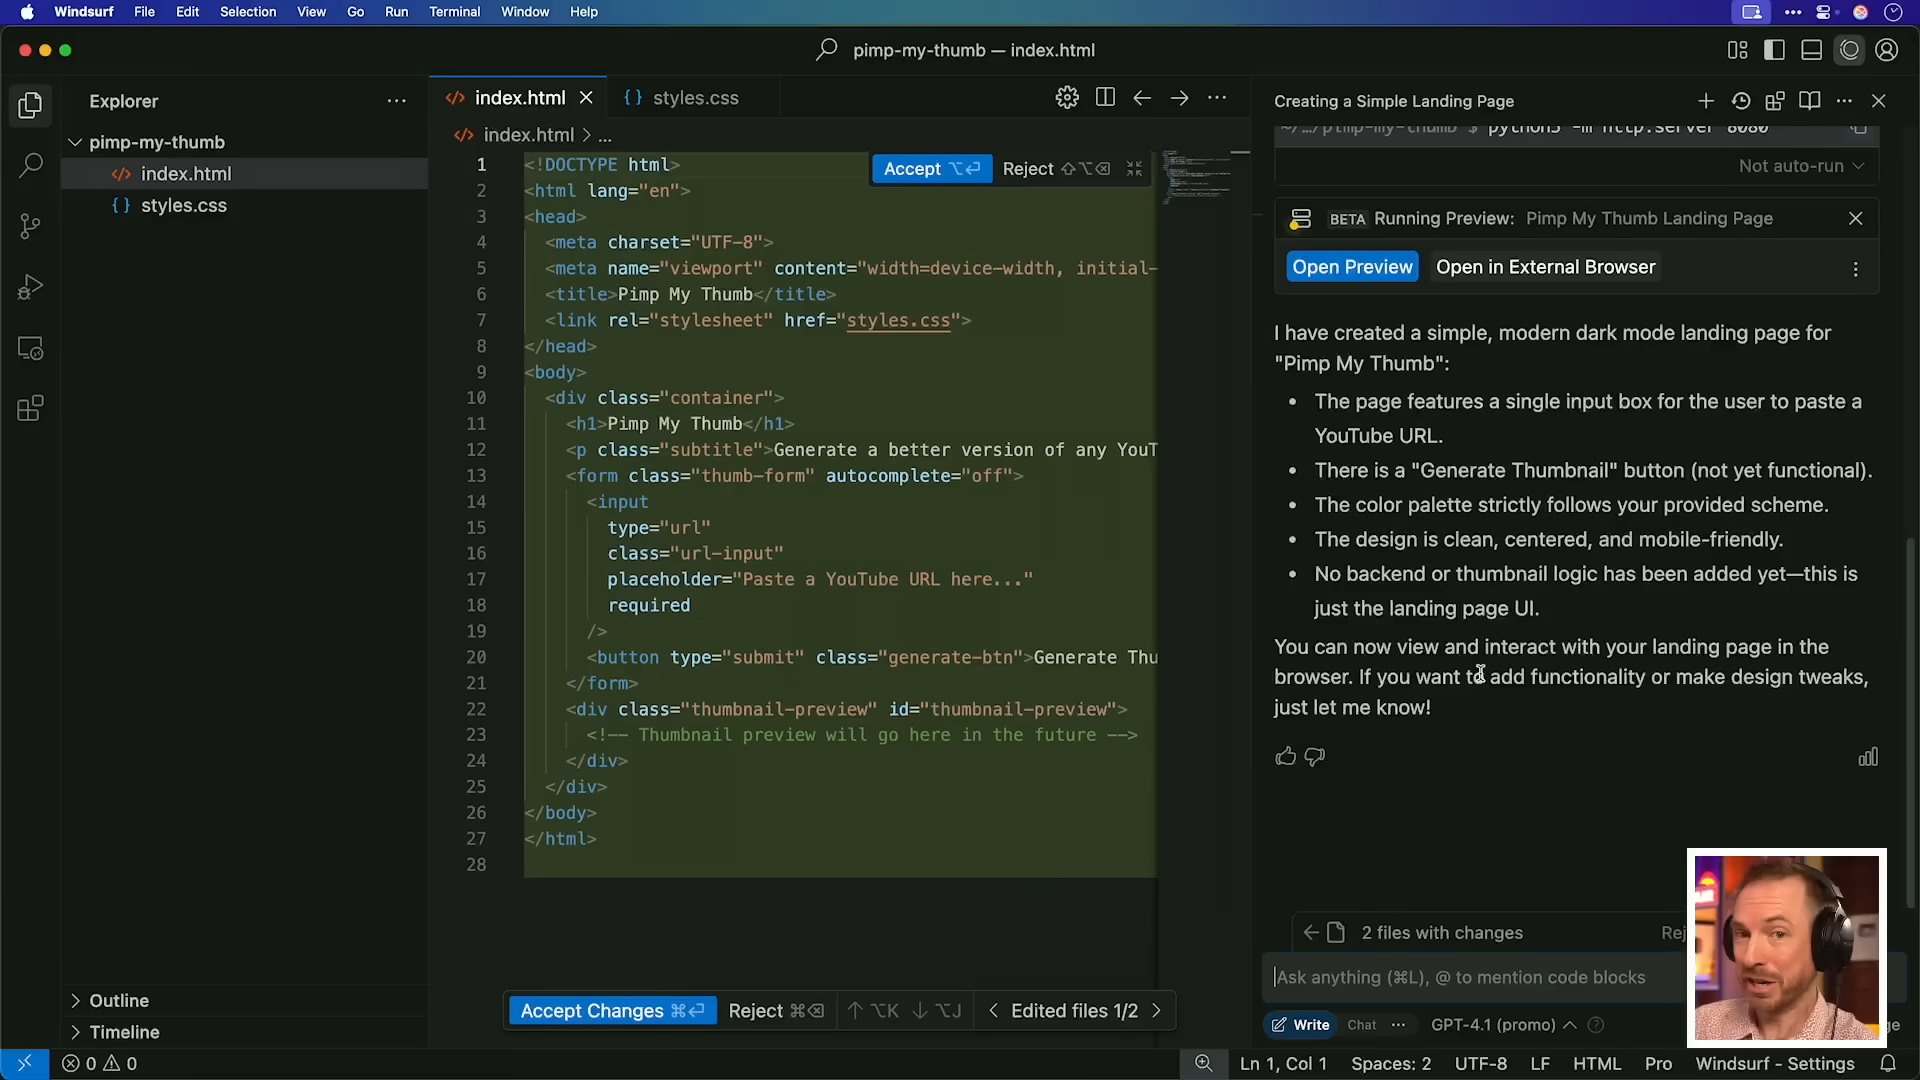 Windsurf File Edit Selection View Go Run Terminal Window Help
pimp-my-thumb — index.html
Explorer
pimp-my-thumb
index.html
styles.css
Outline
Timeline
index.html
styles.css
index.html > ...
Accept ⌥⏎ Reject ⇧⌥⌫
1 <!DOCTYPE html>
2 <html lang="en">
3 <head>
4 <meta charset="UTF-8">
5 <meta name="viewport" content="width=device-width, initial-
6 <title>Pimp My Thumb</title>
7 <link rel="stylesheet" href="styles.css">
8 </head>
9 <body>
10 <div class="container">
11 <h1>Pimp My Thumb</h1>
12 <p class="subtitle">Generate a better version of any YouT
13 <form class="thumb-form" autocomplete="off">
14 <input
15 type="url"
16 class="url-input"
17 placeholder="Paste a YouTube URL here..."
18 required
19 />
20 <button type="submit" class="generate-btn">Generate Thu
21 </form>
22 <div class="thumbnail-preview" id="thumbnail-preview">
23 <!-- Thumbnail preview will go here in the future -->
24 </div>
25 </div>
26 </body>
27 </html>
28
Accept Changes ⌘⏎ Reject ⌘⌫ ↑ ⌥K ↓ ⌥J < Edited files 1/2 >
Creating a Simple Landing Page
~/.../pimp-my-thumb $ python3 -m http.server 8080
Not auto-run
BETA Running Preview: Pimp My Thumb Landing Page
Open Preview Open in External Browser
I have created a simple, modern dark mode landing page for
"Pimp My Thumb":
• The page features a single input box for the user to paste a
YouTube URL.
• There is a "Generate Thumbnail" button (not yet functional).
• The color palette strictly follows your provided scheme.
• The design is clean, centered, and mobile-friendly.
• No backend or thumbnail logic has been added yet—this is
just the landing page UI.
You can now view and interact with your landing page in the
browser. If you want to add functionality or make design tweaks,
just let me know!
2 files with changes Rej
Ask anything (⌘L), @ to mention code blocks
Write Chat ... GPT-4.1 (promo)
0 0 Ln 1, Col 1 Spaces: 2 UTF-8 LF HTML Pro Windsurf - Settings